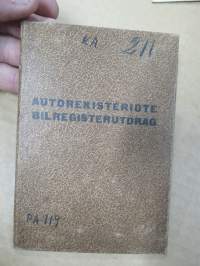 KA 211
AUTOREKISTERIOTE
BILREGISTERUTDRAG
PA 119